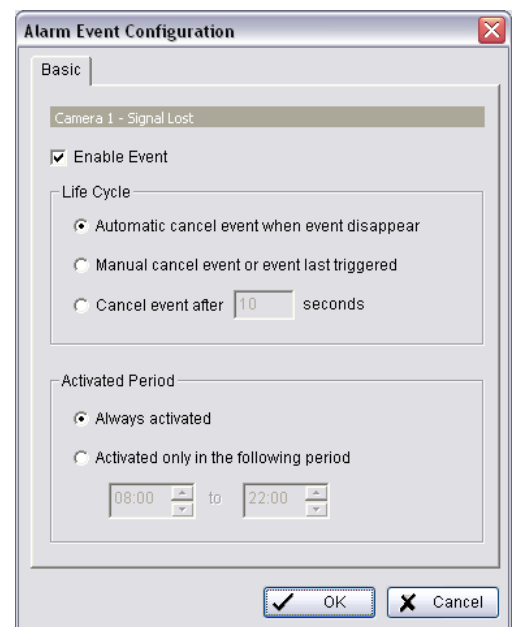 Alarm Event Configuration
Basic
Camera 1 - Signal Lost
Enable Event
Life Cycle
Automatic cancel event when event disappear
Manual cancel event or event last triggered
Cancel event after 10 seconds
Activated Period
Always activated
Activated only in the following period
08:00 to 22:00
OK Cancel